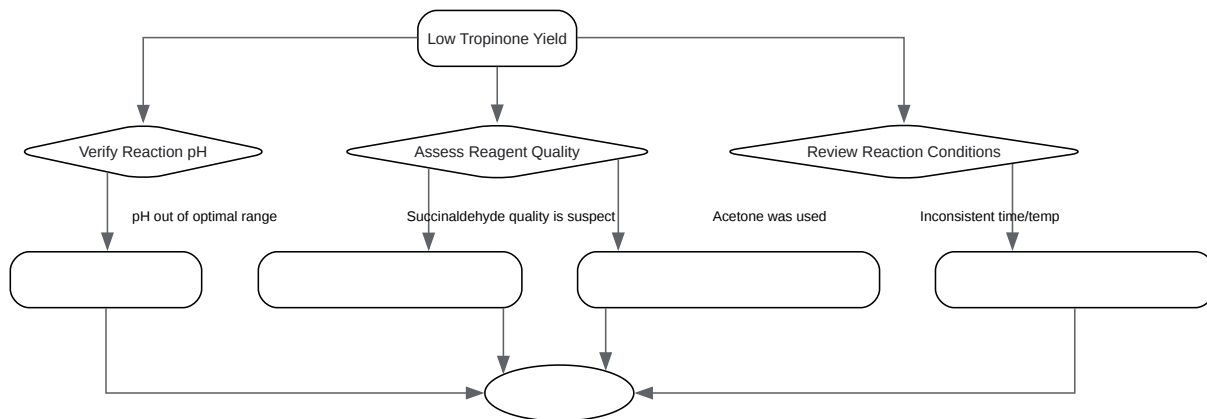 Low Tropinone Yield
Verify Reaction pH
Assess Reagent Quality
Review Reaction Conditions
pH out of optimal range
Succinaldehyde quality is suspect
Acetone was used
Inconsistent time/temp